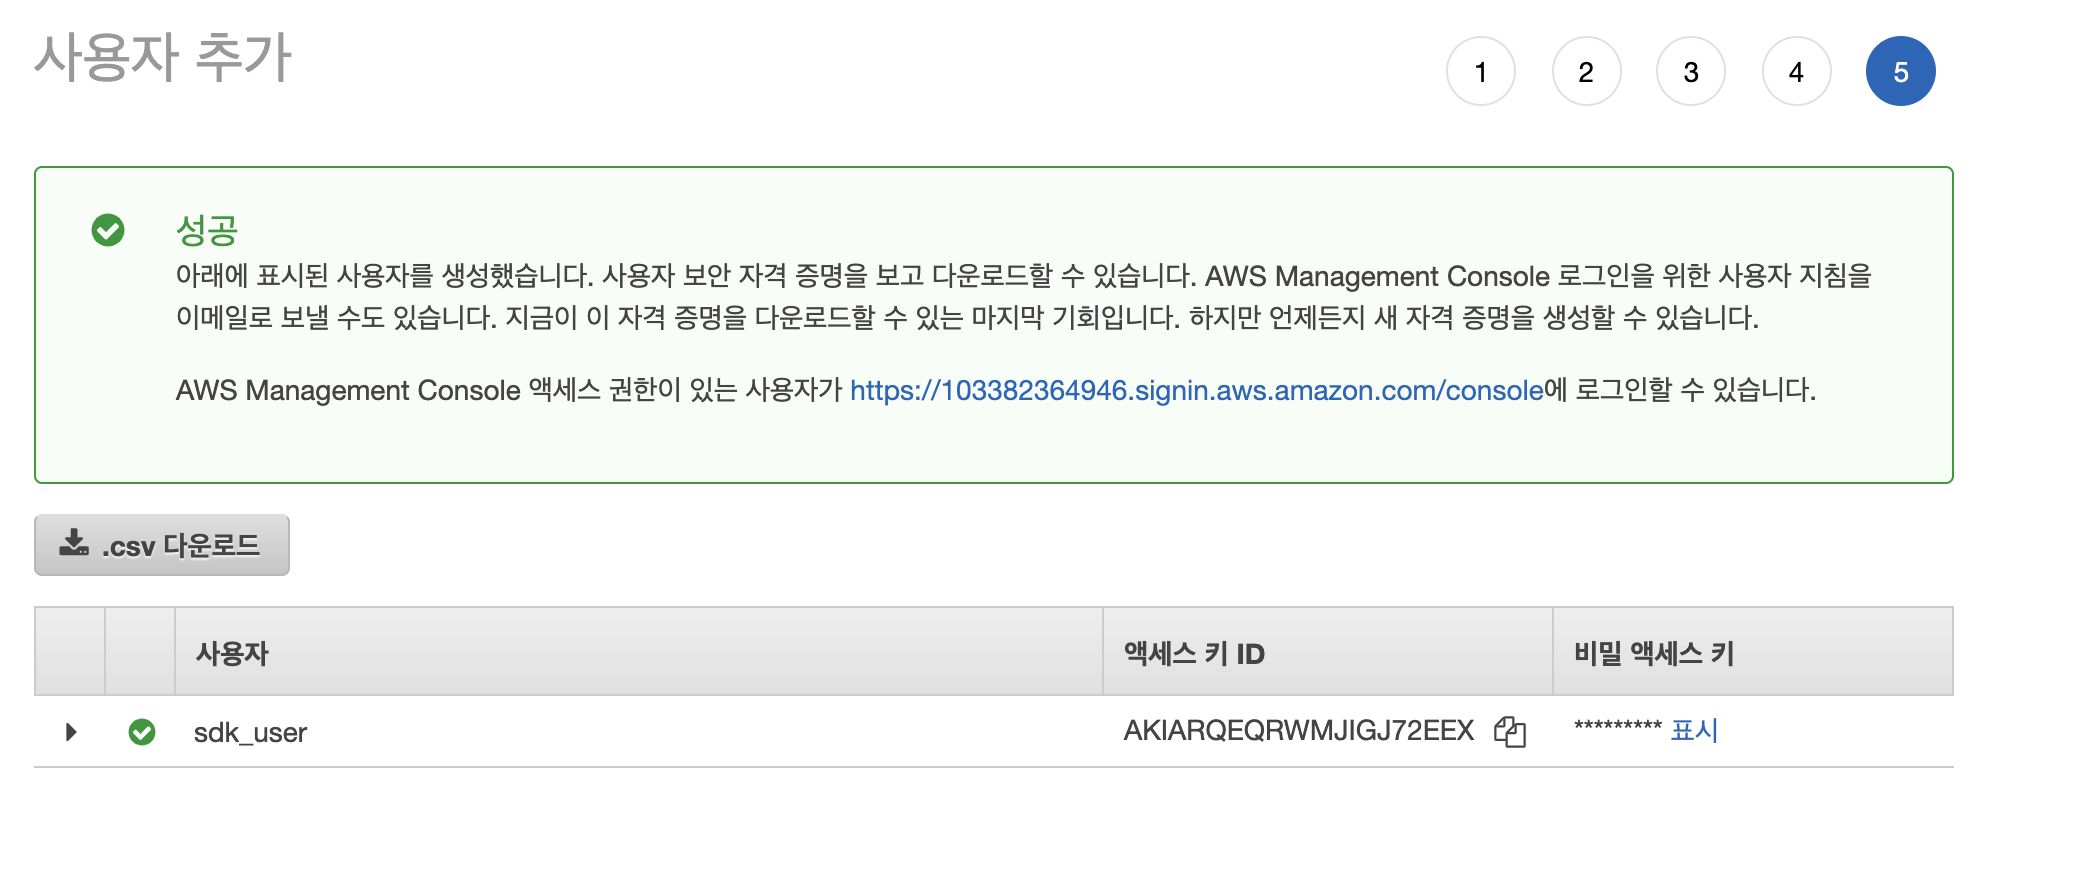 사용자 추가
1 2 3 4 5
성공
아래에 표시된 사용자를 생성했습니다. 사용자 보안 자격 증명을 보고 다운로드할 수 있습니다. AWS Management Console 로그인을 위한 사용자 지침을
이메일로 보낼 수도 있습니다. 지금이 이 자격 증명을 다운로드할 수 있는 마지막 기회입니다. 하지만 언제든지 새 자격 증명을 생성할 수 있습니다.
AWS Management Console 액세스 권한이 있는 사용자가 https://103382364946.signin.aws.amazon.com/console에 로그인할 수 있습니다.
.csv 다운로드
사용자 액세스 키 ID 비밀 액세스 키
sdk_user AKIARQEQRWMJIGJ72EEX ********* 표시